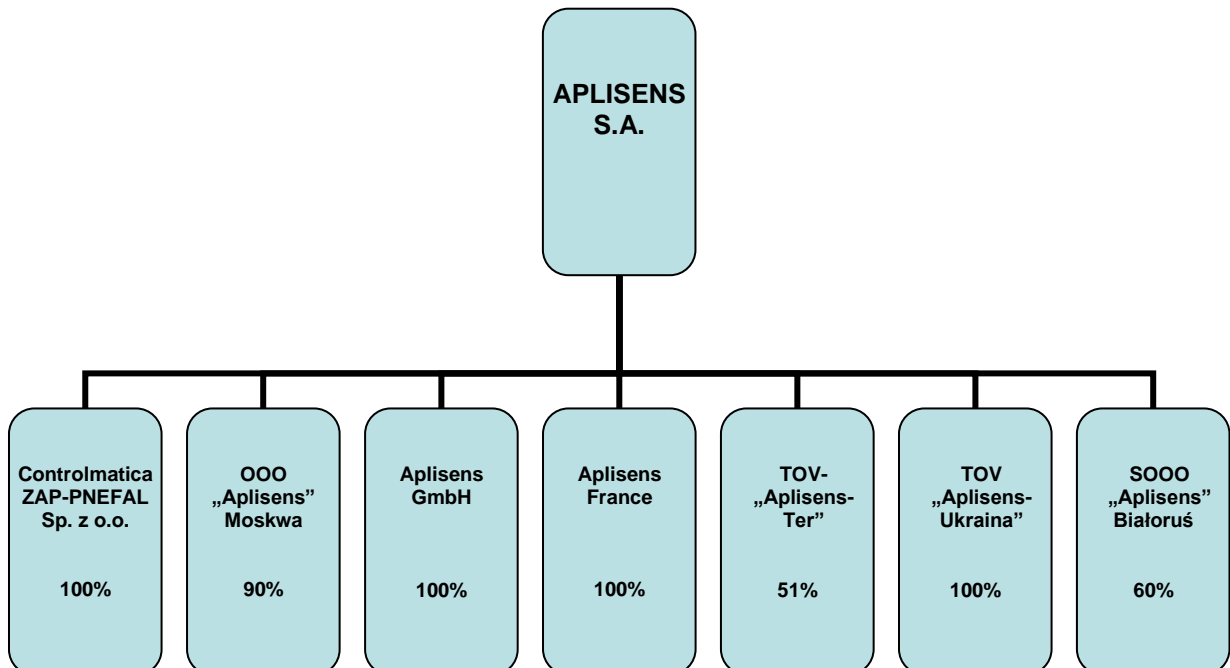 APLISENS
S.A.
Controlmatica
ZAP-PNEFAL
Sp. z o.o.
100%
OOO
„Aplisens”
Moskwa
90%
Aplisens
GmbH
100%
Aplisens
France
100%
TOV-
„Aplisens-
Ter”
51%
TOV
„Aplisens-
Ukraina”
100%
SOOO
„Aplisens”
Białoruś
60%